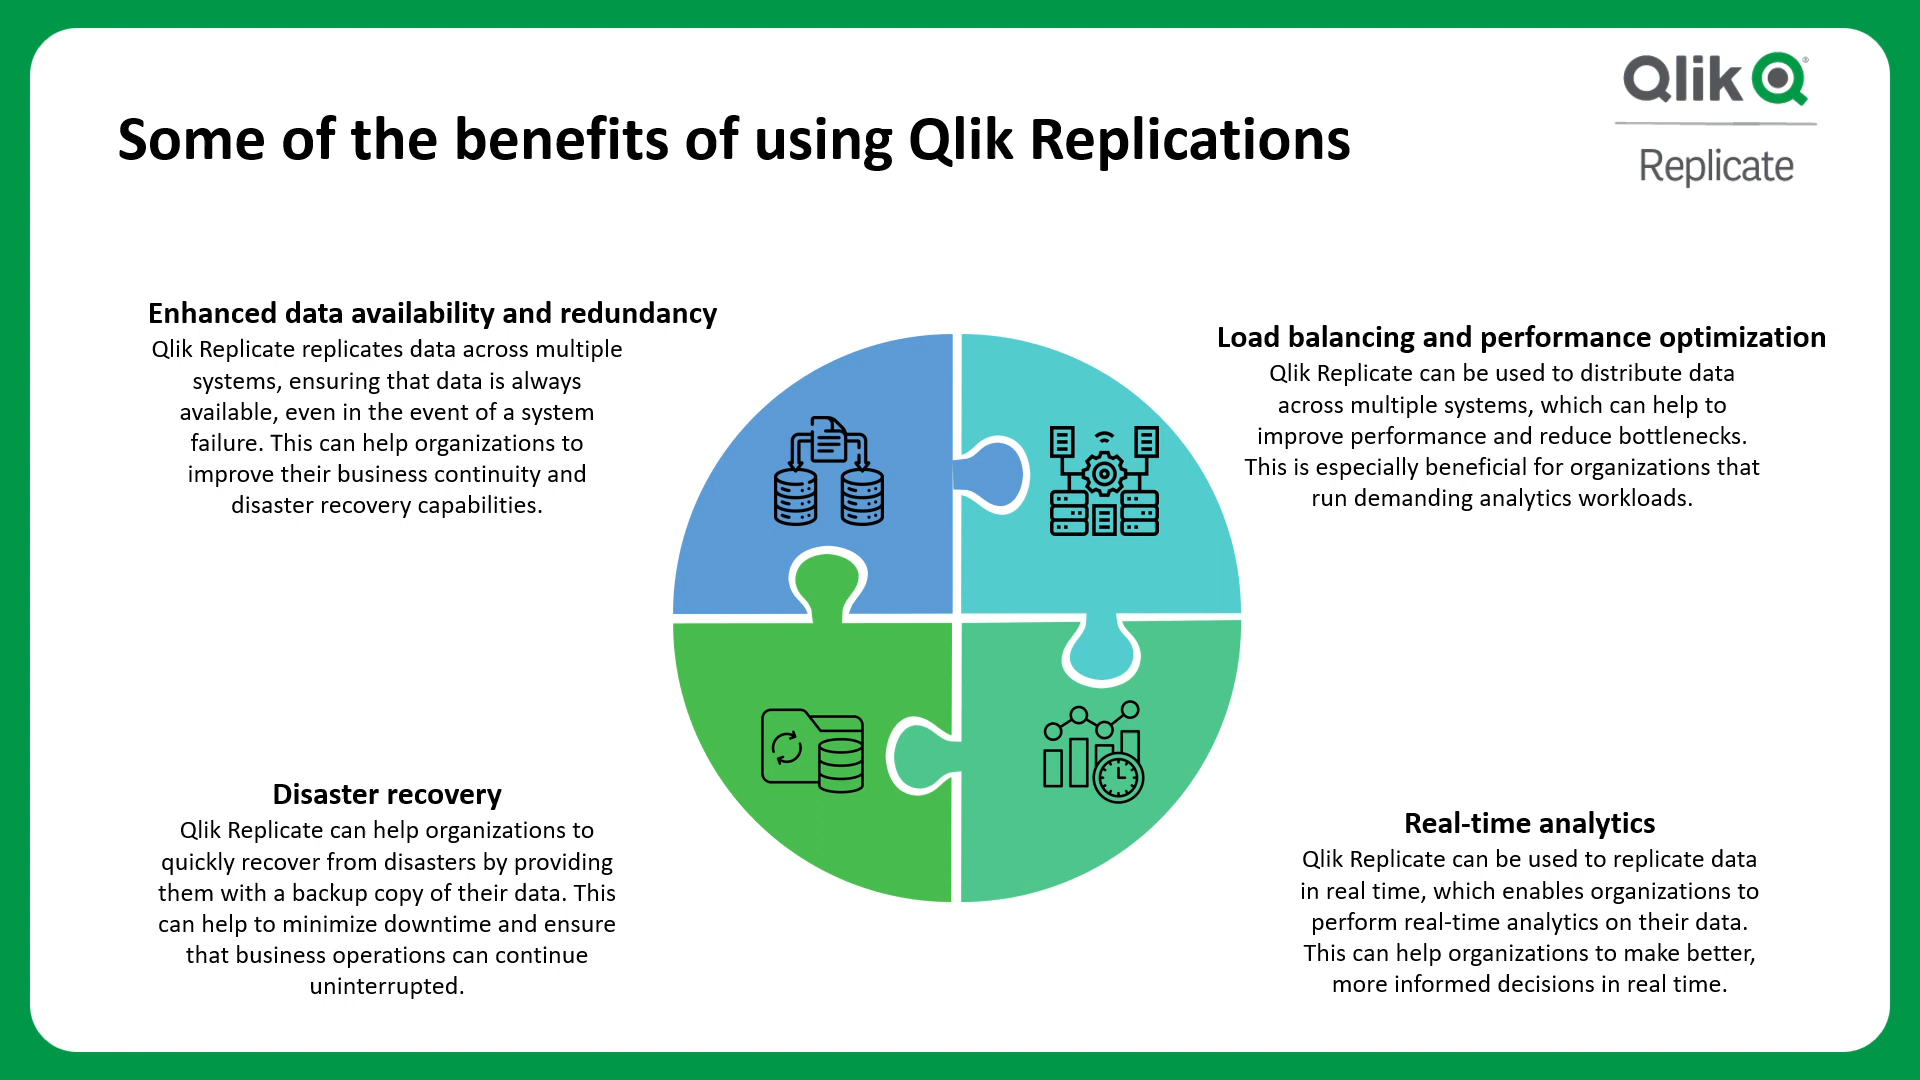 Qlik
Replicate
Some of the benefits of using Qlik Replications
Enhanced data availability and redundancy
Qlik Replicate replicates data across multiple
systems, ensuring that data is always
available, even in the event of a system
failure. This can help organizations to
improve their business continuity and
disaster recovery capabilities.
Load balancing and performance optimization
Qlik Replicate can be used to distribute data
across multiple systems, which can help to
improve performance and reduce bottlenecks.
This is especially beneficial for organizations that
run demanding analytics workloads.
Disaster recovery
Qlik Replicate can help organizations to
quickly recover from disasters by providing
them with a backup copy of their data. This
can help to minimize downtime and ensure
that business operations can continue
uninterrupted.
Real-time analytics
Qlik Replicate can be used to replicate data
in real time, which enables organizations to
perform real-time analytics on their data.
This can help organizations to make better,
more informed decisions in real time.